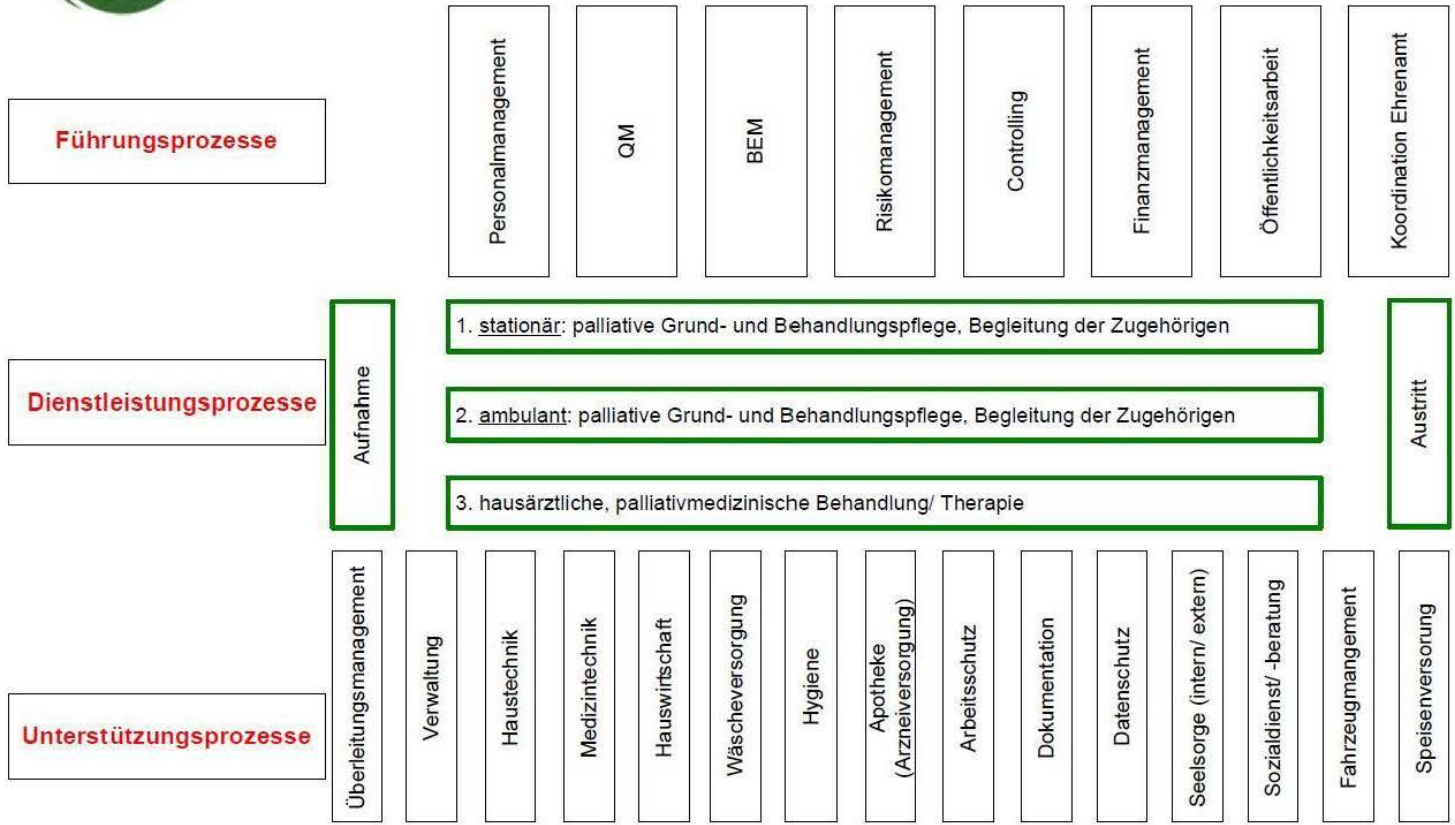 Führungsprozesse
Personalmanagement
QM
BEM
Risikomanagement
Controlling
Finanzmanagement
Öffentlichkeitsarbeit
Koordination Ehrenamt
Dienstleistungsprozesse
Aufnahme
1. stationär: palliative Grund- und Behandlungspflege, Begleitung der Zugehörigen
2. ambulant: palliative Grund- und Behandlungspflege, Begleitung der Zugehörigen
3. hausärztliche, palliativmedizinische Behandlung/ Therapie
Austritt
Unterstützungsprozesse
Überleitungsmanagement
Verwaltung
Haustechnik
Medizintechnik
Hauswirtschaft
Wäscheversorgung
Hygiene
Apotheke
(Arzneiversorgung)
Arbeitsschutz
Dokumentation
Datenschutz
Seelsorge (intern/ extern)
Sozialdienst/ -beratung
Fahrzeugmangement
Speisenversorung